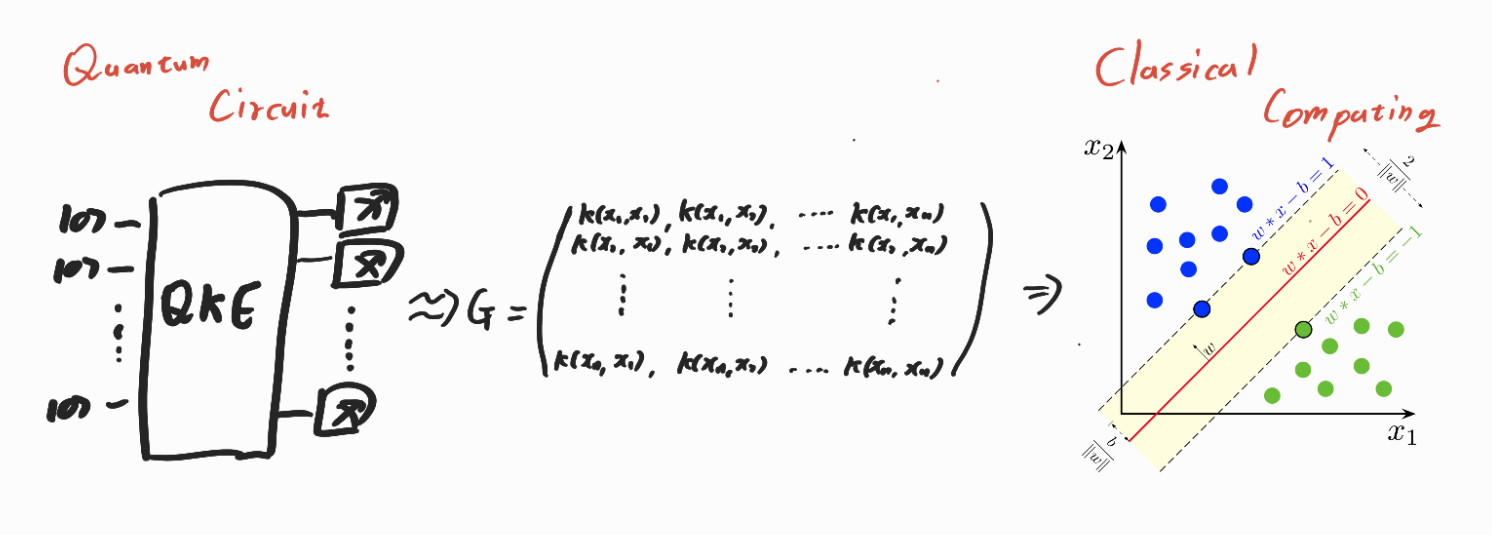 Quantum
Circuit
|0⟩
|0⟩
|0⟩
QKE
≈> G =
k(x₁,x₁), k(x₁,x₂), .... k(x₁,xₙ)
k(x₂,x₁), k(x₂,x₂), .... k(x₂,xₙ)
k(xₙ,x₁), k(xₙ,x₂) .... k(xₙ,xₙ)
⇒
Classical
Computing
x₂
x₁
w * x − b = 1
w * x − b = 0
w * x − b = −1
2/‖w‖
w
b/‖w‖